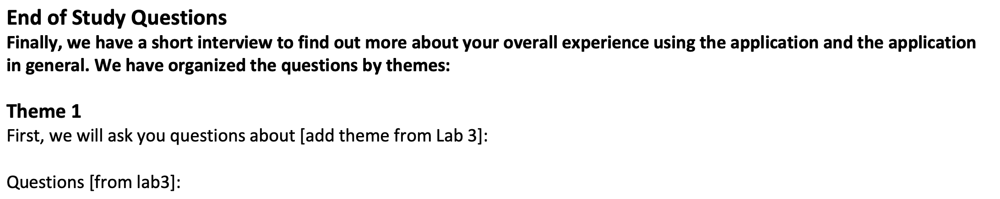 End of Study Questions
Finally, we have a short interview to find out more about your overall experience using the application and the application
in general. We have organized the questions by themes:
Theme 1
First, we will ask you questions about [add theme from Lab 3]:
Questions [from lab3]: